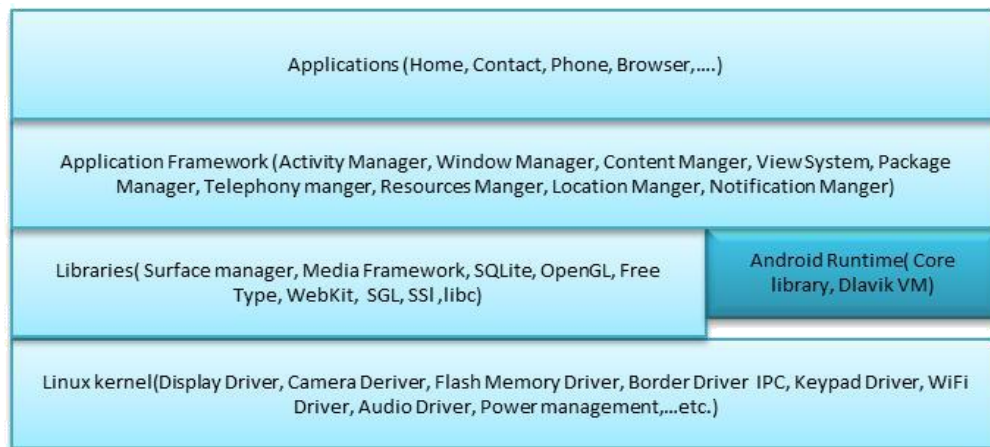 Applications (Home, Contact, Phone, Browser,....)
Application Framework (Activity Manager, Window Manager, Content Manger, View System, Package
Manager, Telephony manger, Resources Manger, Location Manger, Notification Manger)
Libraries( Surface manager, Media Framework, SQLite, OpenGL, Free
Type, WebKit, SGL, SSl ,libc)
Android Runtime( Core
library, Dlavik VM)
Linux kernel(Display Driver, Camera Deriver, Flash Memory Driver, Border Driver IPC, Keypad Driver, WiFi
Driver, Audio Driver, Power management,...etc.)